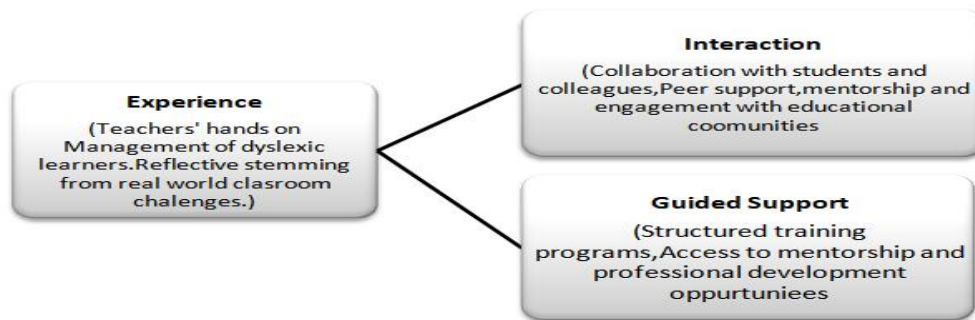 Experience
(Teachers' hands on
Management of dyslexic
learners.Reflective stemming
from real world clasroom
chalenges.)
Interaction
(Collaboration with students and
colleagues,Peer support,mentorship and
engagement with educational
coomunities
Guided Support
(Structured training
programs,Access to mentorship and
professional development
oppurtuniees